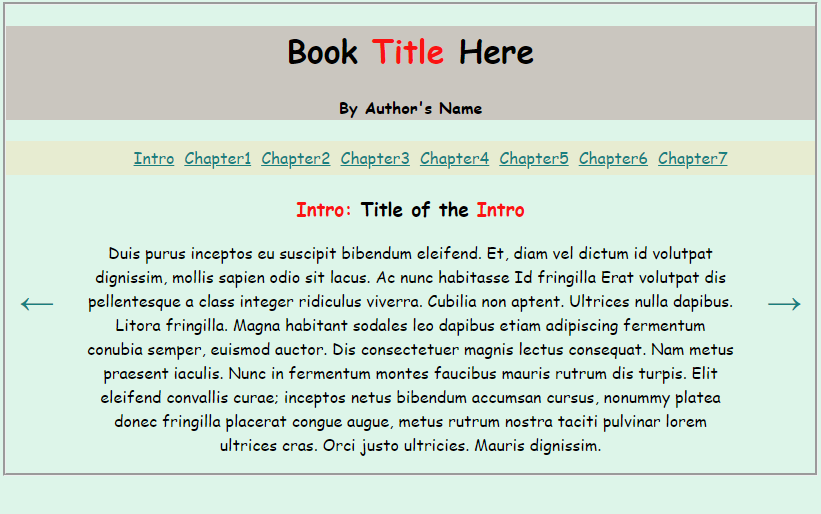 Book Title Here
By Author's Name
Intro Chapter1 Chapter2 Chapter3 Chapter4 Chapter5 Chapter6 Chapter7
Intro: Title of the Intro
Duis purus inceptos eu suscipit bibendum eleifend. Et, diam vel dictum id volutpat
dignissim, mollis sapien odio sit lacus. Ac nunc habitasse Id fringilla Erat volutpat dis
pellentesque a class integer ridiculus viverra. Cubilia non aptent. Ultrices nulla dapibus.
Litora fringilla. Magna habitant sodales leo dapibus etiam adipiscing fermentum
conubia semper, euismod auctor. Dis consectetuer magnis lectus consequat. Nam metus
praesent iaculis. Nunc in fermentum montes faucibus mauris rutrum dis turpis. Elit
eleifend convallis curae; inceptos netus bibendum accumsan cursus, nonummy platea
donec fringilla placerat congue augue, metus rutrum nostra taciti pulvinar lorem
ultrices cras. Orci justo ultricies. Mauris dignissim.
← →